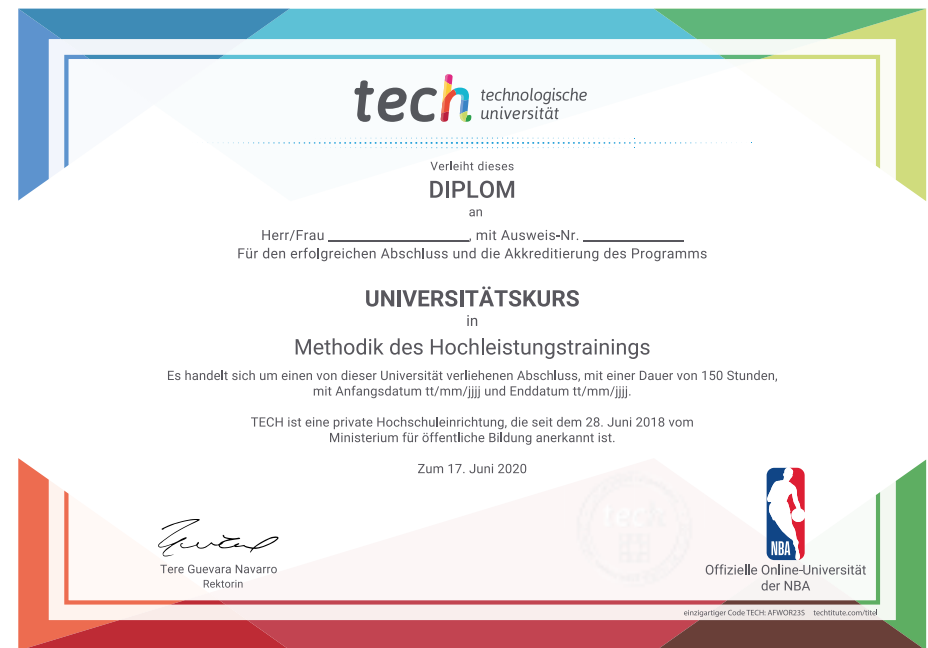 tech technologische
universität
Verleiht dieses
DIPLOM
an
Herr/Frau ____________, mit Ausweis-Nr. ____________
Für den erfolgreichen Abschluss und die Akkreditierung des Programms
UNIVERSITÄTSKURS
in
Methodik des Hochleistungstrainings
Es handelt sich um einen von dieser Universität verliehenen Abschluss, mit einer Dauer von 150 Stunden,
mit Anfangsdatum tt/mm/jjjj und Enddatum tt/mm/jjjj.
TECH ist eine private Hochschuleinrichtung, die seit dem 28. Juni 2018 vom
Ministerium für öffentliche Bildung anerkannt ist.
Zum 17. Juni 2020
tech
Tere Guevara Navarro
Rektorin
NBA
Offizielle Online-Universität
der NBA
einzigartiger Code TECH: AFWOR23S techtitute.com/titel